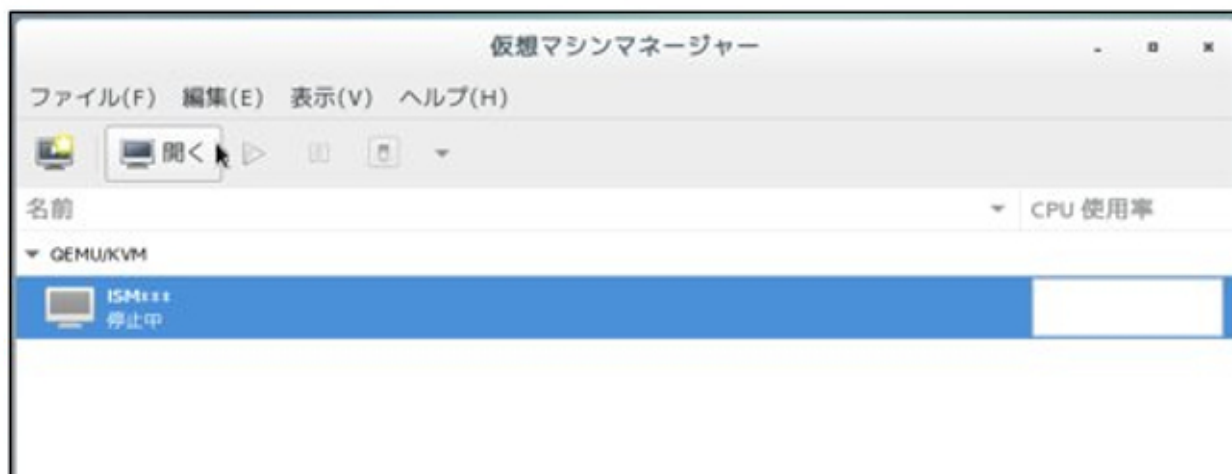 仮想マシンマネージャー
ファイル(F) 編集(E) 表示(V) ヘルプ(H)
開く
名前 CPU 使用率
QEMU/KVM
ISM***
停止中